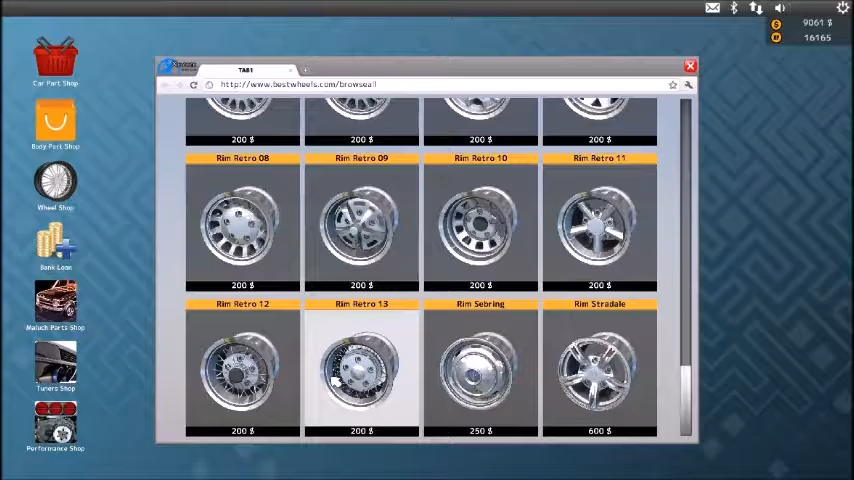 9061 $
16165
TAB1
http://www.bestwheels.com/browseall
Car Part Shop
Body Part Shop
Wheel Shop
Bank Loan
Maluch Parts Shop
Tuners Shop
Performance Shop
200 $
200 $
200 $
200 $
Rim Retro 08
Rim Retro 09
Rim Retro 10
Rim Retro 11
200 $
200 $
200 $
200 $
Rim Retro 12
Rim Retro 13
Rim Sebring
Rim Stradale
200 $
200 $
250 $
600 $